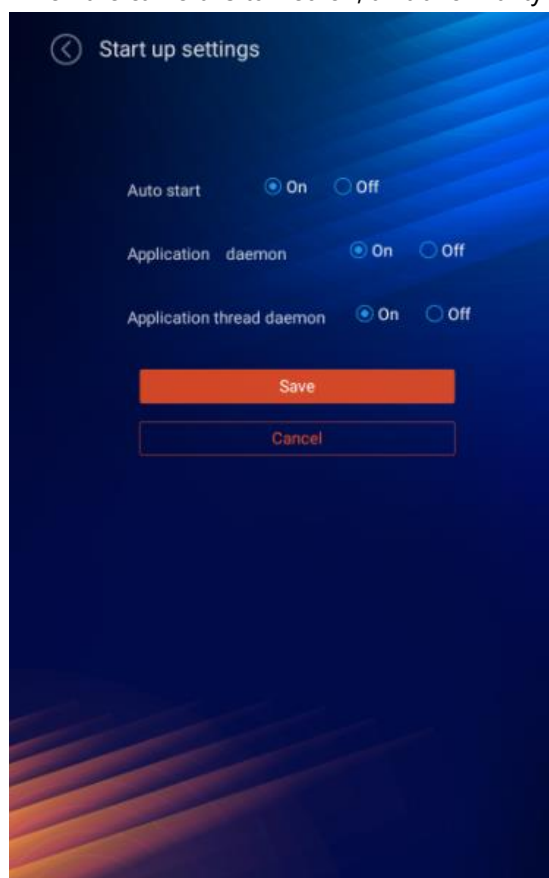 Start up settings
Auto start On Off
Application daemon On Off
Application thread daemon On Off
Save
Cancel